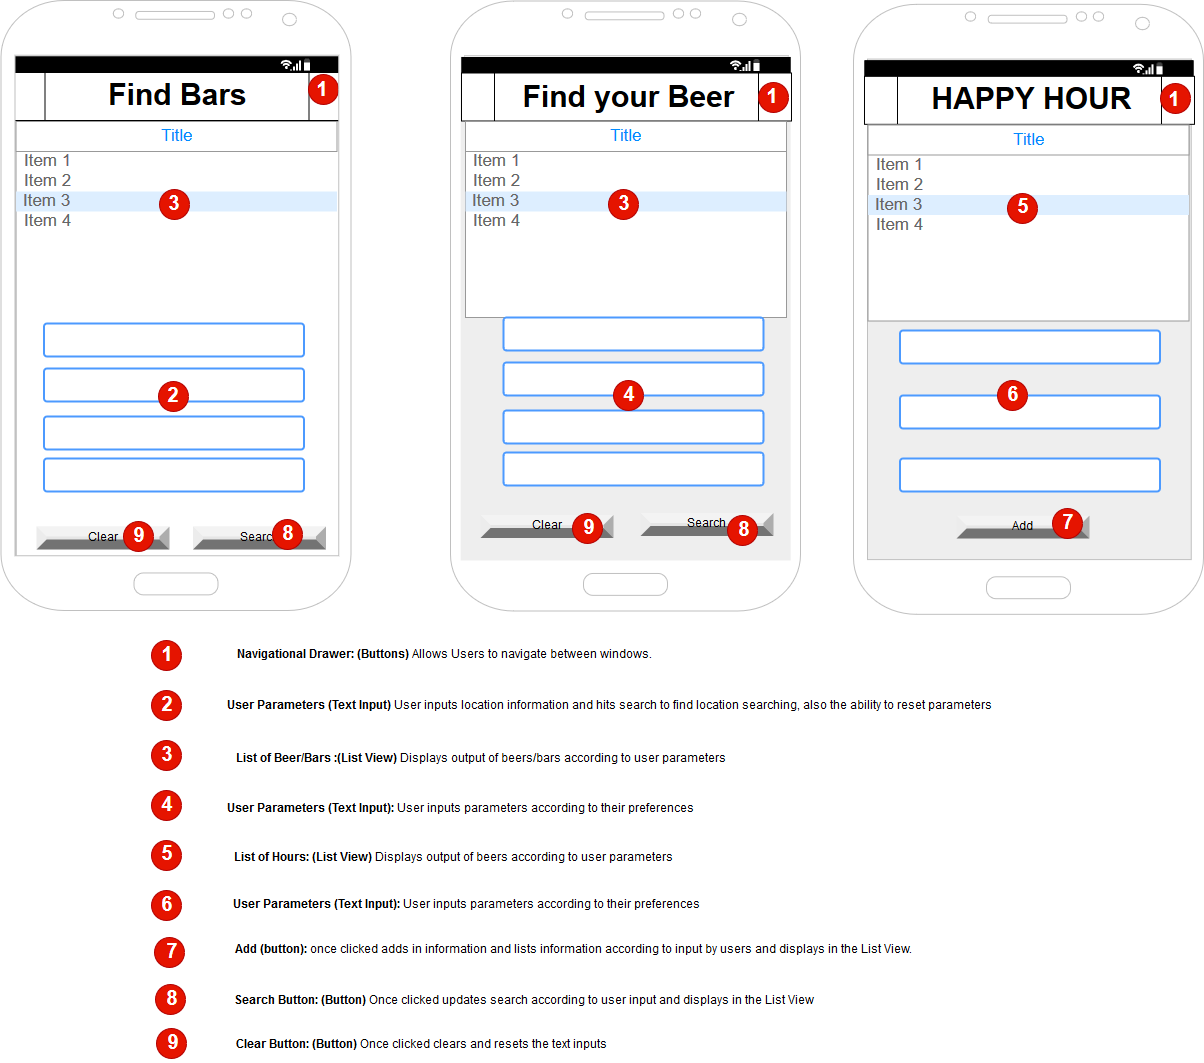 Find Bars
1
Title
Item 1
Item 2
Item 3
3
Item 4
2
Clear
9
Searc
8
Find your Beer
1
Title
Item 1
Item 2
Item 3
3
Item 4
4
Clear
9
Search
8
HAPPY HOUR
1
Title
Item 1
Item 2
Item 3
5
Item 4
6
Add
7
1 Navigational Drawer: (Buttons) Allows Users to navigate between windows.
2 User Parameters (Text Input) User inputs location information and hits search to find location searching, also the ability to reset parameters
3 List of Beer/Bars :(List View) Displays output of beers/bars according to user parameters
4 User Parameters (Text Input): User inputs parameters according to their preferences
5 List of Hours: (List View) Displays output of beers according to user parameters
6 User Parameters (Text Input): User inputs parameters according to their preferences
7 Add (button): once clicked adds in information and lists information according to input by users and displays in the List View.
8 Search Button: (Button) Once clicked updates search according to user input and displays in the List View
9 Clear Button: (Button) Once clicked clears and resets the text inputs